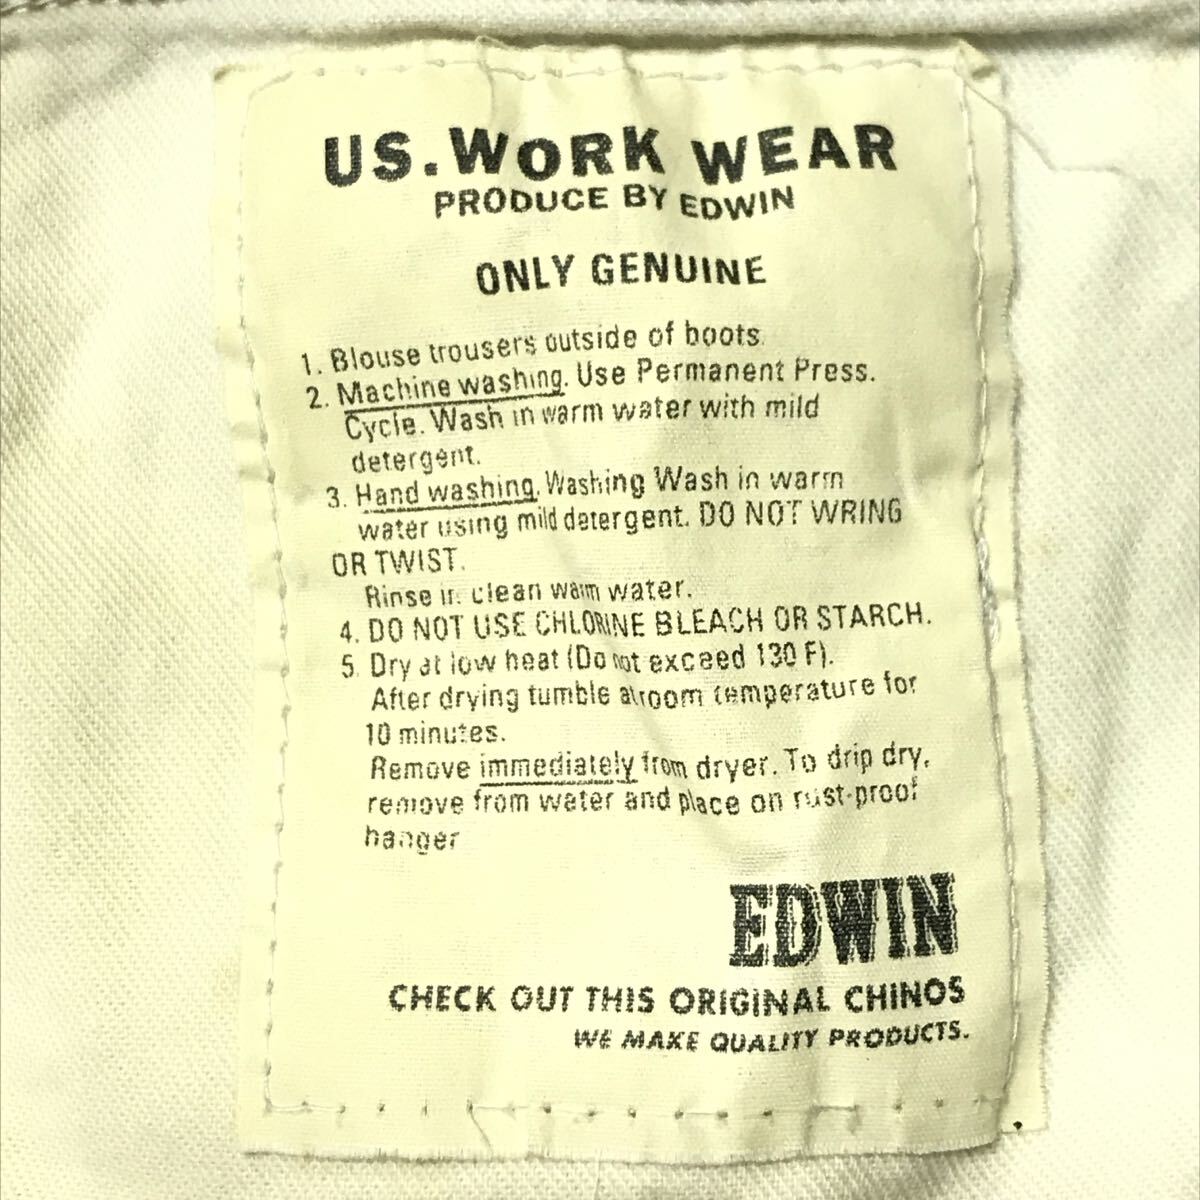 US. WORK WEAR
PRODUCE BY EDWIN
ONLY GENUINE
1. Blouse trousers outside of boots.
2. Machine washing. Use Permanent Press.
Cycle. Wash in warm water with mild
detergent.
3. Hand washing. Washing Wash in warm
water using mild detergent. DO NOT WRING
OR TWIST.
Rinse in clean warm water.
4. DO NOT USE CHLORINE BLEACH OR STARCH.
5. Dry at low heat (Do not exceed 130 F).
After drying tumble at room temperature for
10 minutes.
Remove immediately from dryer. To drip dry,
remove from water and place on rust-proof
hanger
EDWIN
CHECK OUT THIS ORIGINAL CHINOS
WE MAKE QUALITY PRODUCTS.